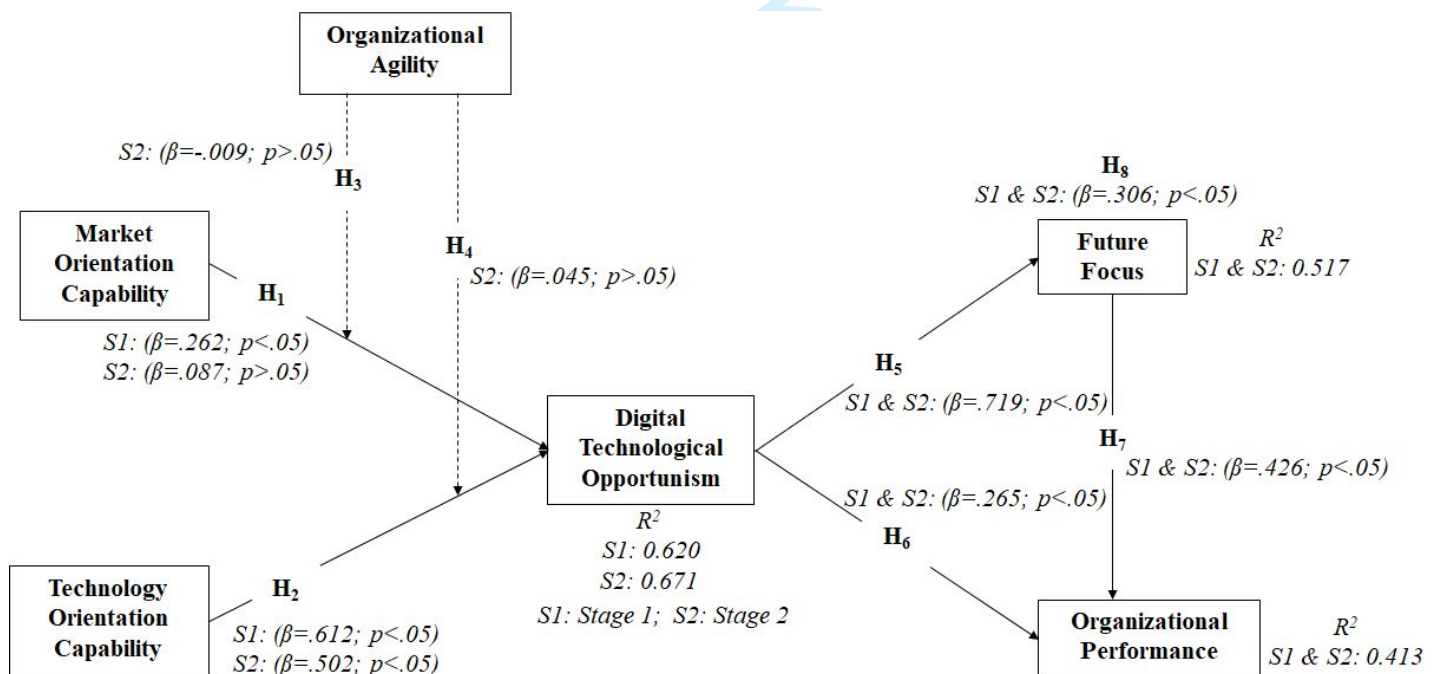 Organizational
Agility
S2: (β=-.009; p>.05)
H₃
H₈
S1 & S2: (β=.306; p<.05)
Market
Orientation
Capability
H₄
S2: (β=.045; p>.05)
Future
Focus
R²
S1 & S2: 0.517
H₁
S1: (β=.262; p<.05)
S2: (β=.087; p>.05)
H₅
S1 & S2: (β=.719; p<.05)
Digital
Technological
Opportunism
H₇
S1 & S2: (β=.426; p<.05)
S1 & S2: (β=.265; p<.05)
H₆
R²
S1: 0.620
S2: 0.671
S1: Stage 1; S2: Stage 2
Technology
Orientation
Capability
H₂
S1: (β=.612; p<.05)
S2: (β=.502; p<.05)
Organizational
Performance
R²
S1 & S2: 0.413